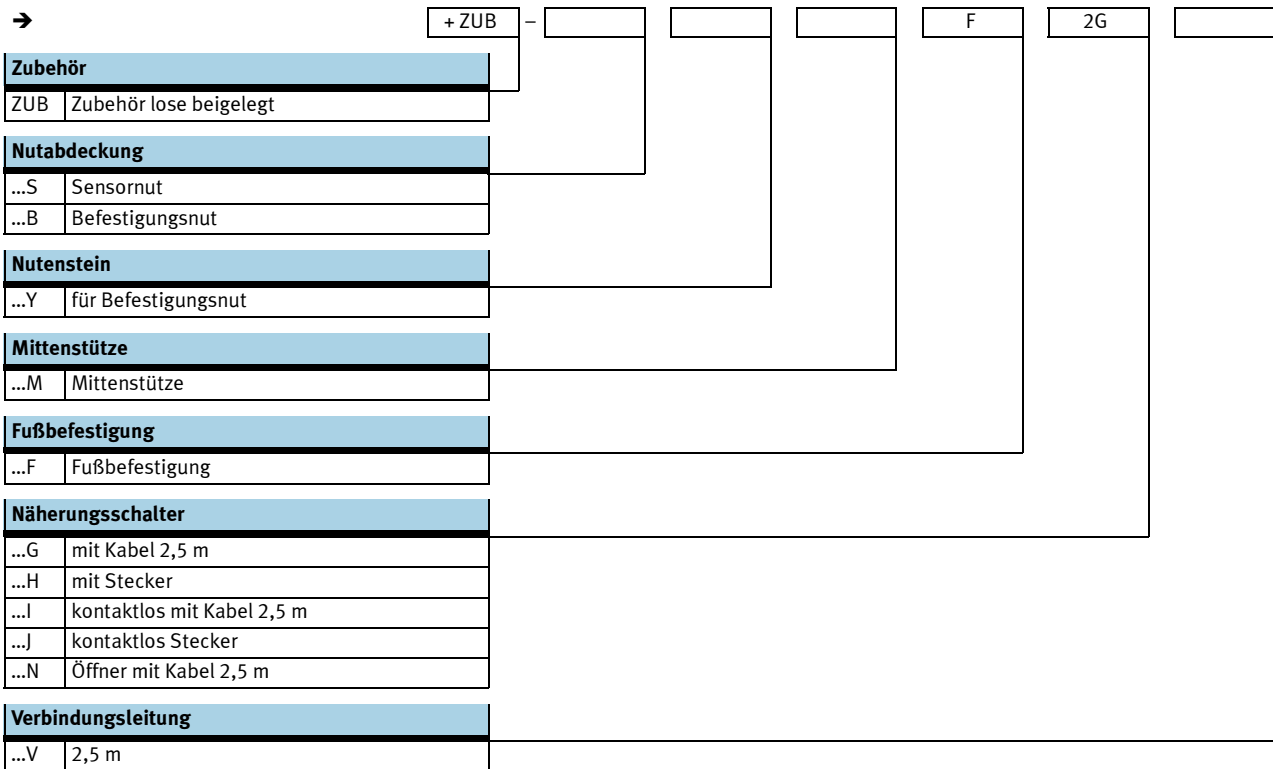 ➔ + ZUB – F 2G
Zubehör
ZUB Zubehör lose beigelegt
Nutabdeckung
...S Sensornut
...B Befestigungsnut
Nutenstein
...Y für Befestigungsnut
Mittenstütze
...M Mittenstütze
Fußbefestigung
...F Fußbefestigung
Näherungsschalter
...G mit Kabel 2,5 m
...H mit Stecker
...I kontaktlos mit Kabel 2,5 m
...J kontaktlos Stecker
...N Öffner mit Kabel 2,5 m
Verbindungsleitung
...V 2,5 m